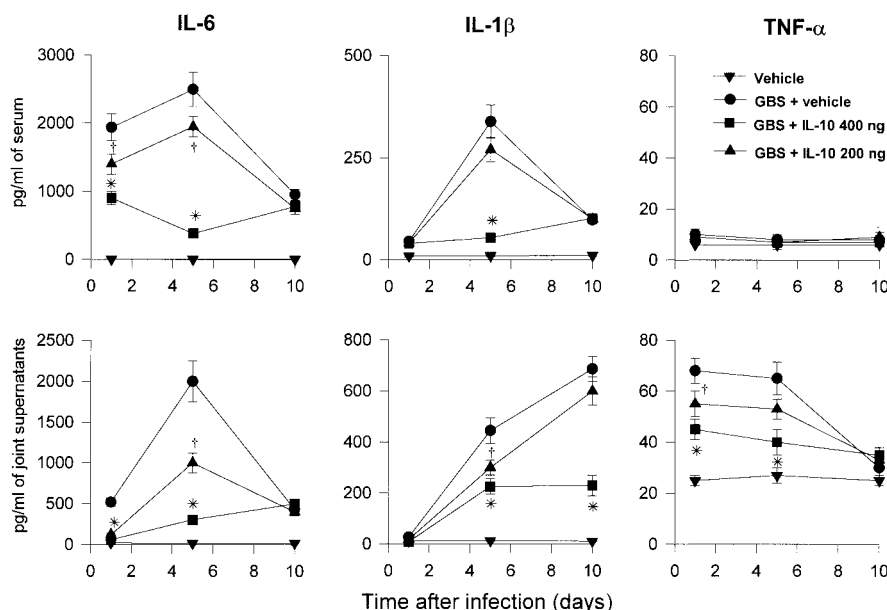 IL-6
IL-1β
TNF-α
pg/ml of serum
3000
2000
1000
0
0 2 4 6 8 10
†
†
*
*
500
250
0
0 2 4 6 8 10
*
80
60
40
20
0
0 2 4 6 8 10
Vehicle
GBS + vehicle
GBS + IL-10 400 ng
GBS + IL-10 200 ng
pg/ml of joint supernatants
2500
2000
1500
1000
500
0
0 2 4 6 8 10
†
*
*
800
600
400
200
0
0 2 4 6 8 10
†
*
*
80
60
40
20
0
0 2 4 6 8 10
†
*
*
Time after infection (days)